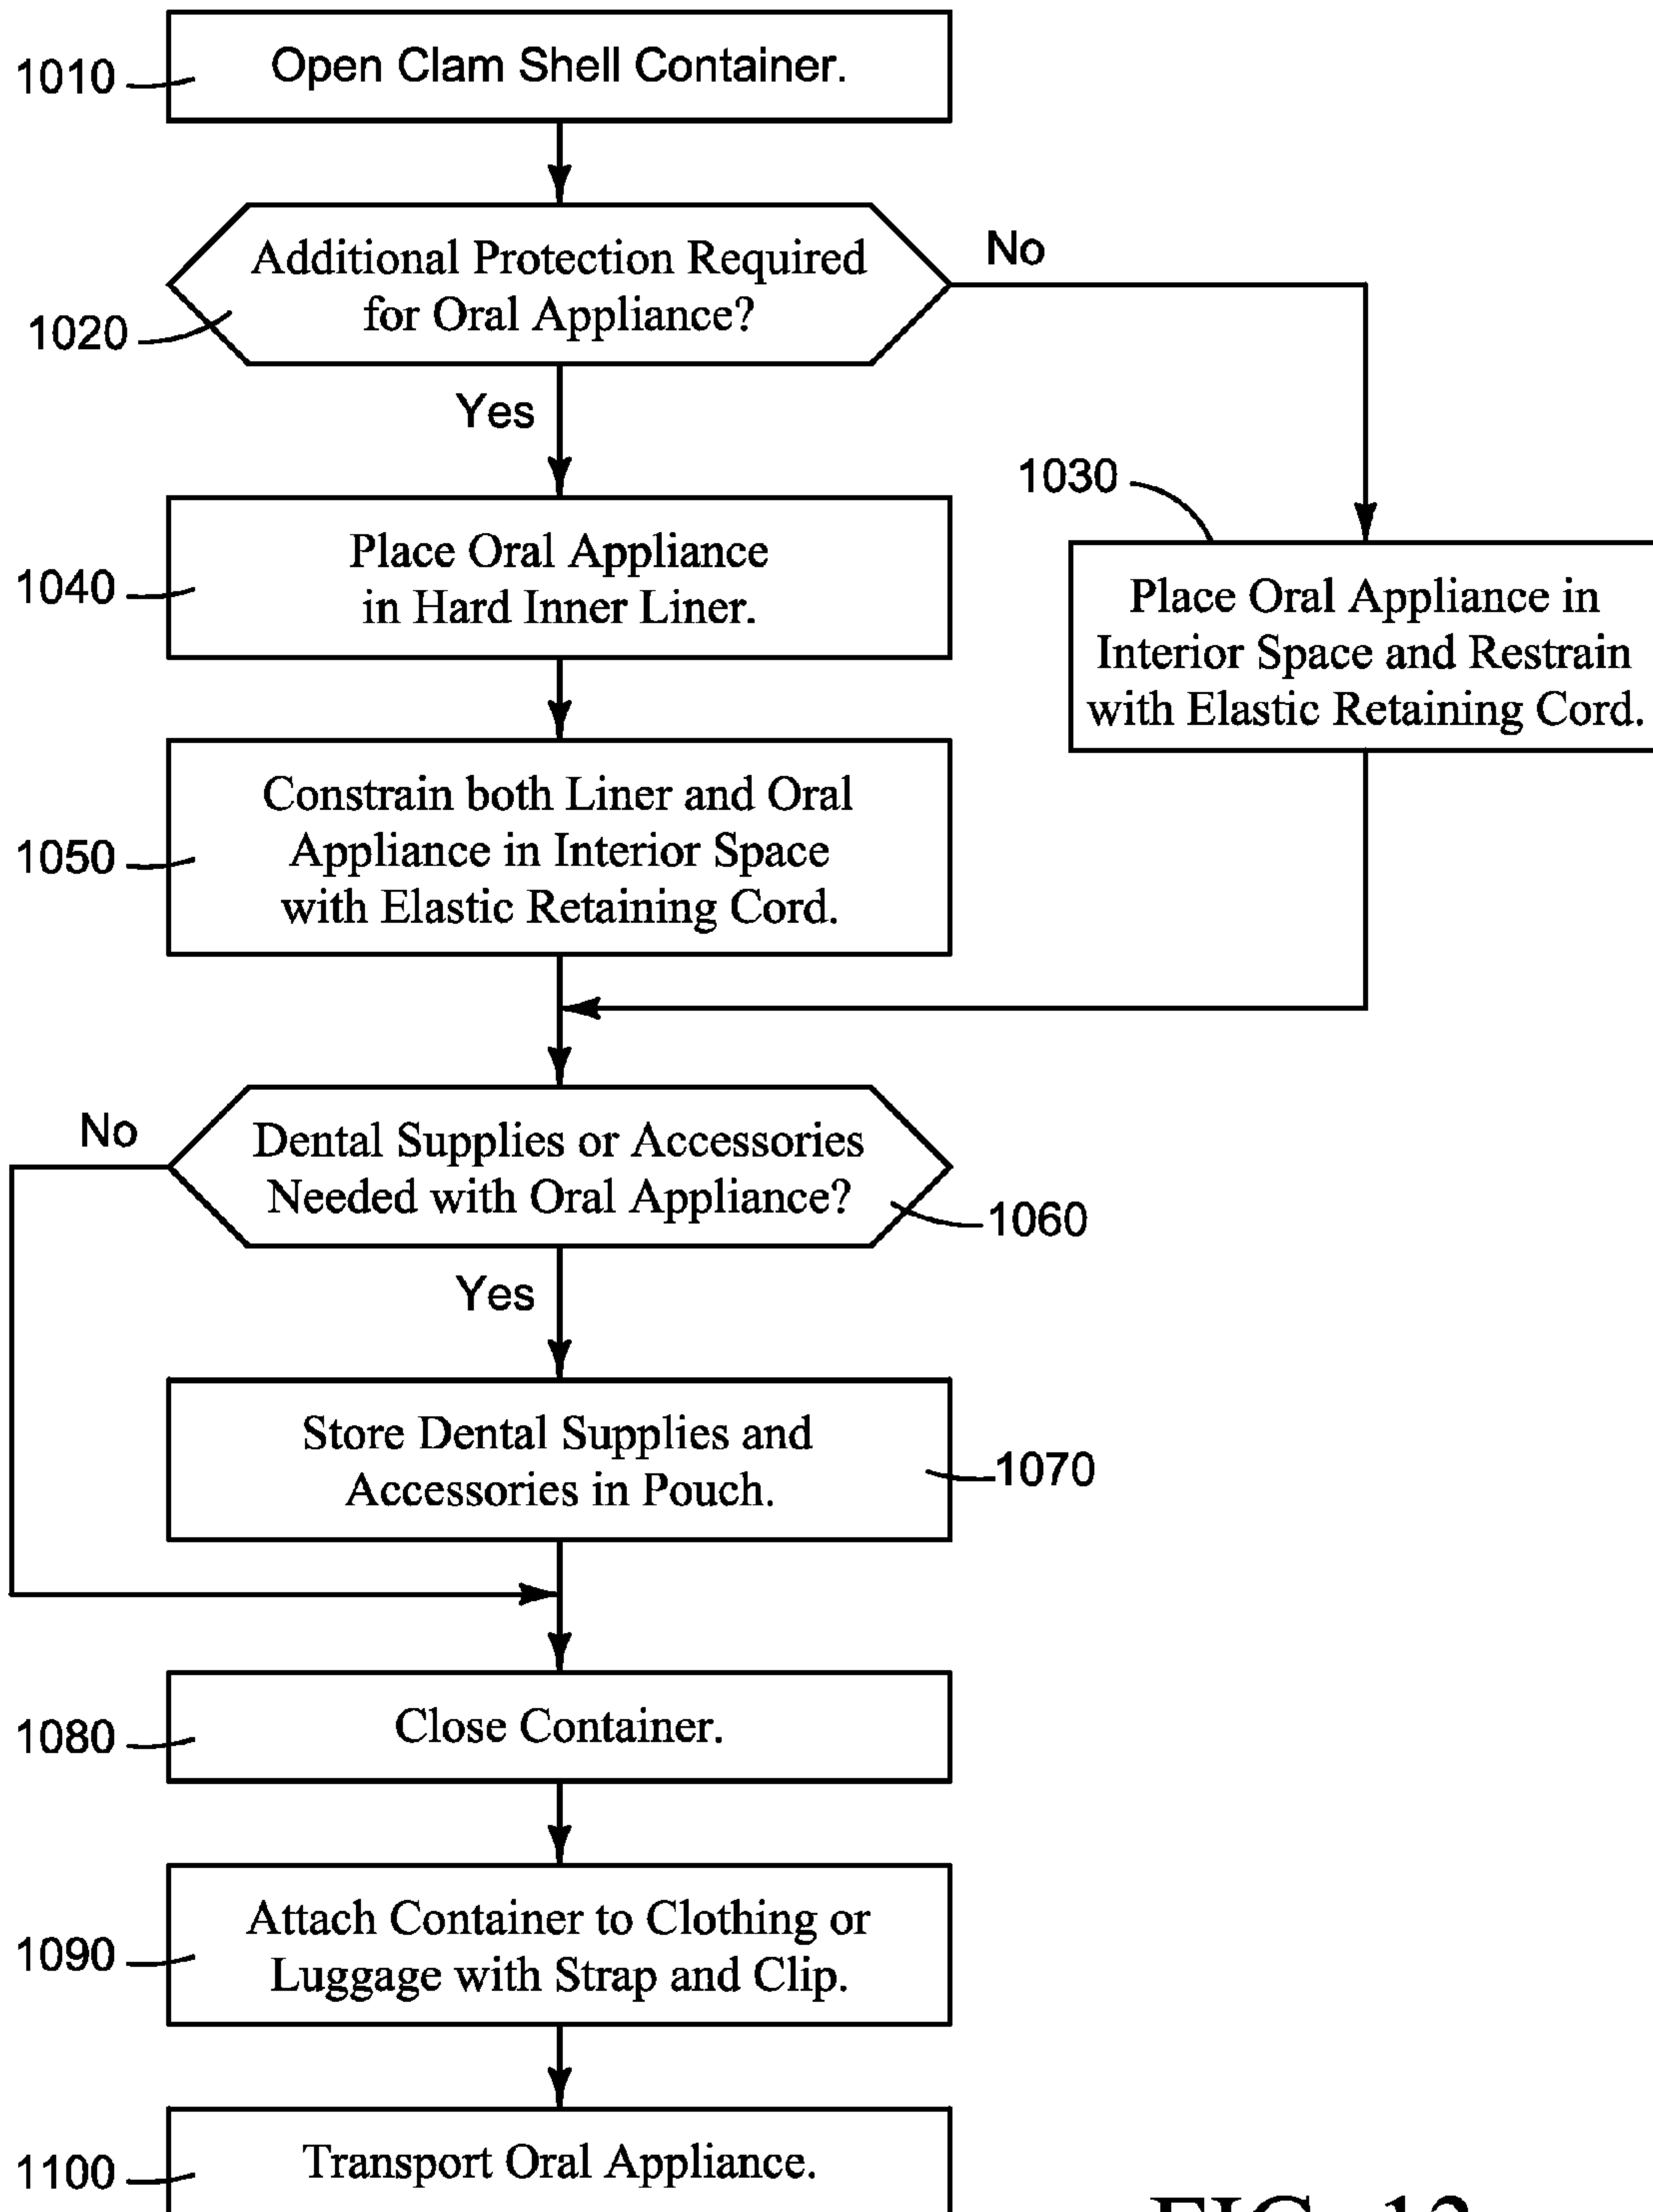 1010
Open Clam Shell Container.
Additional Protection Required
for Oral Appliance?
1020
No
Yes
1030
Place Oral Appliance
in Hard Inner Liner.
1040
Place Oral Appliance in
Interior Space and Restrain
with Elastic Retaining Cord.
Constrain both Liner and Oral
Appliance in Interior Space
with Elastic Retaining Cord.
1050
No
Dental Supplies or Accessories
Needed with Oral Appliance?
1060
Yes
Store Dental Supplies and
Accessories in Pouch.
1070
Close Container.
1080
Attach Container to Clothing or
Luggage with Strap and Clip.
1090
Transport Oral Appliance.
1100